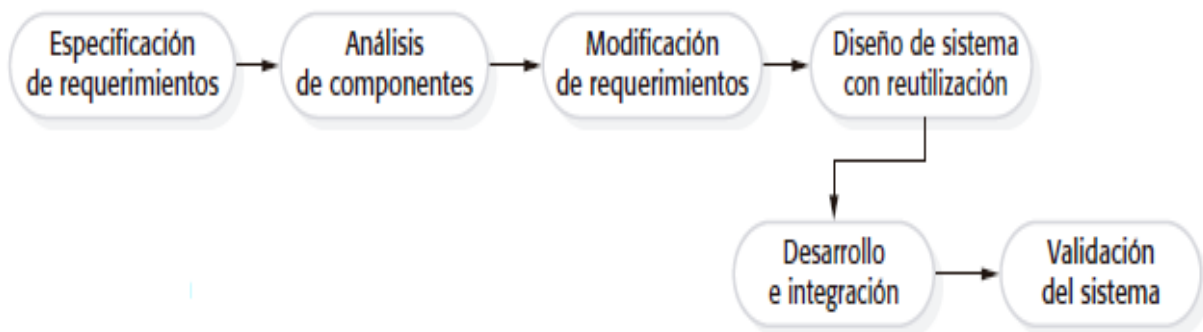 Especificación
de requerimientos
Análisis
de componentes
Modificación
de requerimientos
Diseño de sistema
con reutilización
Desarrollo
e integración
Validación
del sistema